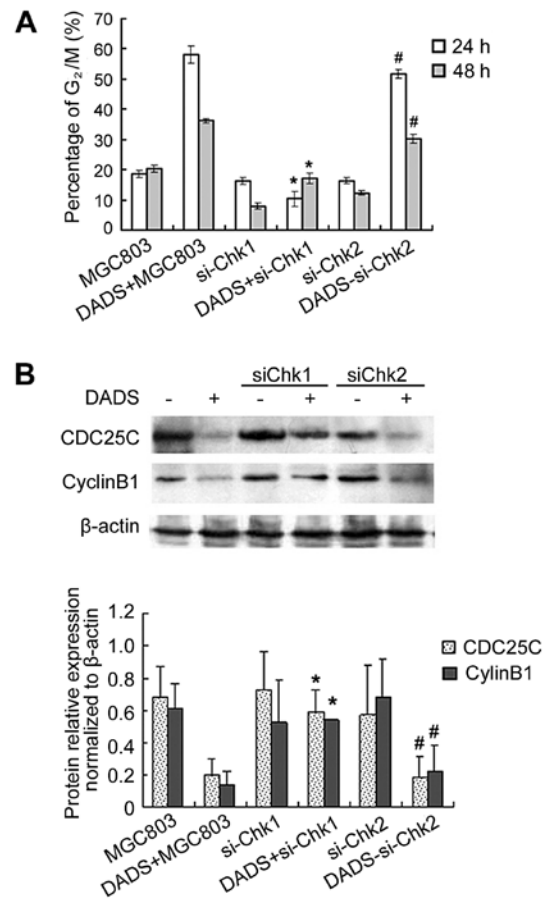 A
Percentage of G₂/M (%)
70
60
50
40
30
20
10
0
24 h
48 h
* *
# #
MGC803
DADS+MGC803
si-Chk1
DADS+si-Chk1
si-Chk2
DADS-si-Chk2
B
siChk1 siChk2
DADS - + - + - +
CDC25C
CyclinB1
β-actin
Protein relative expression
normalized to β-actin
1.2
1.0
0.8
0.6
0.4
0.2
0
CDC25C
CylinB1
* *
# #
MGC803
DADS+MGC803
si-Chk1
DADS+si-Chk1
si-Chk2
DADS-si-Chk2